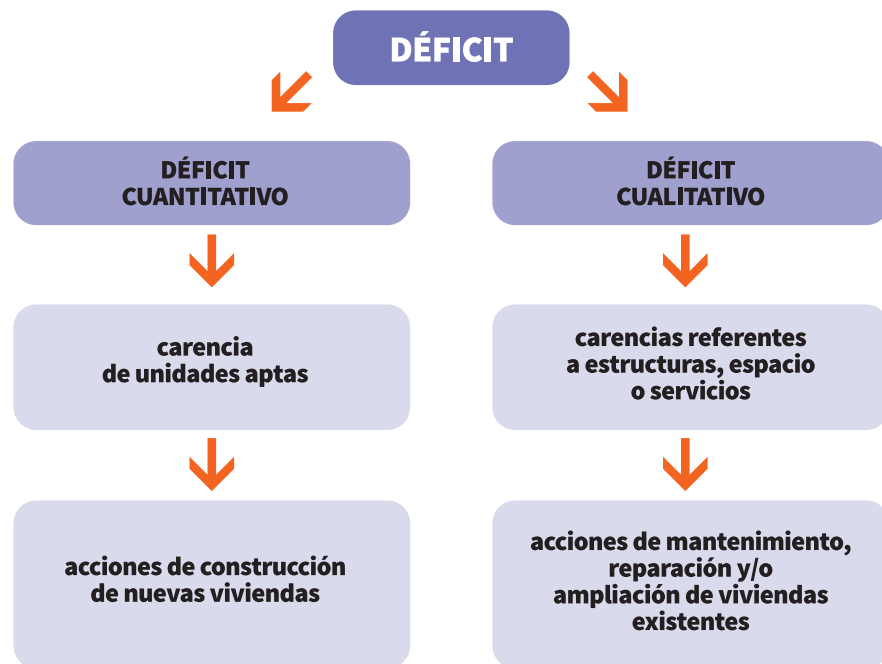 DÉFICIT
DÉFICIT
CUANTITATIVO
DÉFICIT
CUALITATIVO
carencia
de unidades aptas
carencias referentes
a estructuras, espacio
o servicios
acciones de construcción
de nuevas viviendas
acciones de mantenimiento,
reparación y/o
ampliación de viviendas
existentes